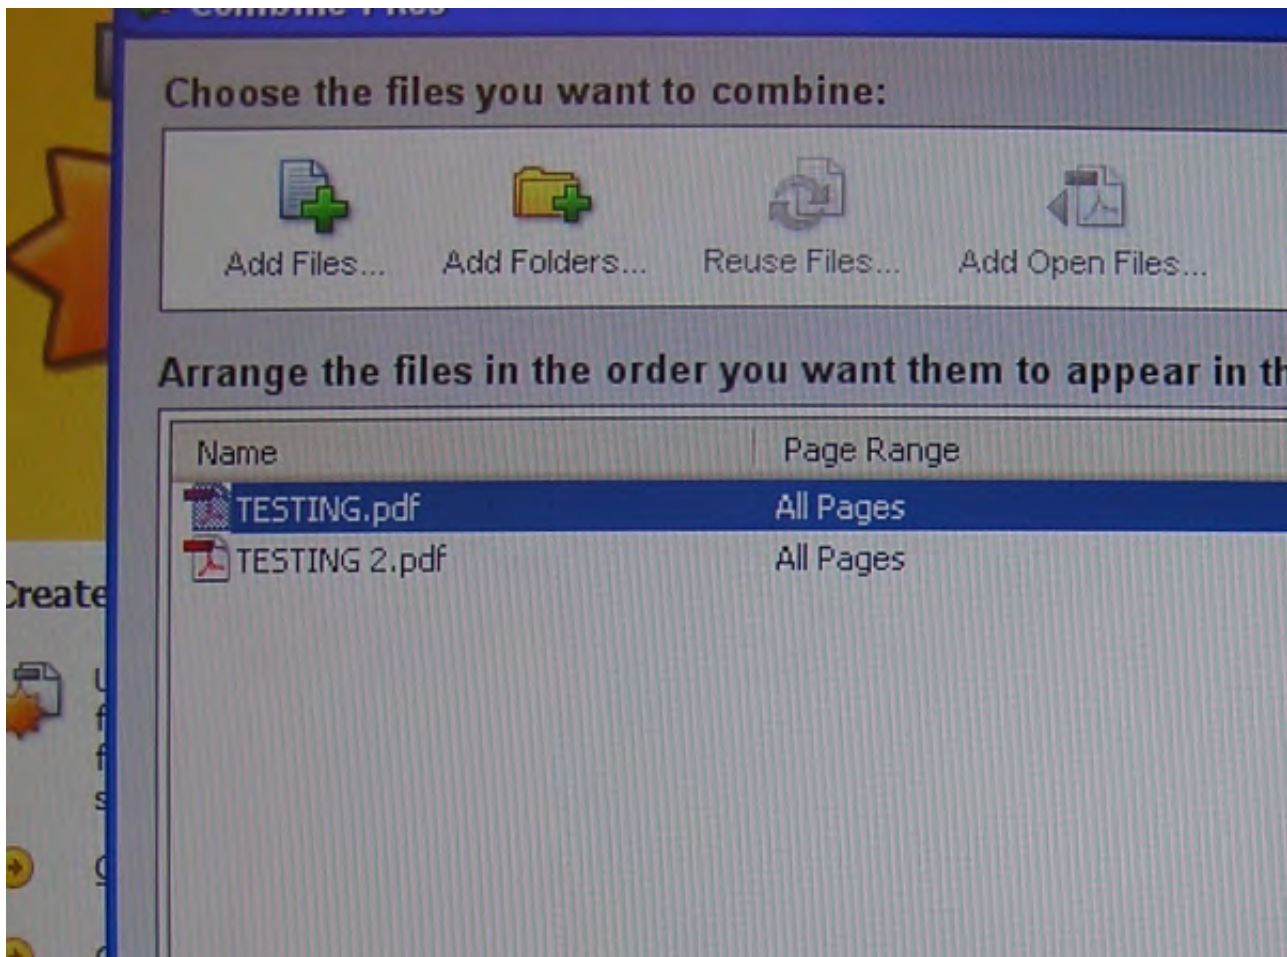 Combine Files
Choose the files you want to combine:
Add Files... Add Folders... Reuse Files... Add Open Files...
Arrange the files in the order you want them to appear in th
Name Page Range
TESTING.pdf All Pages
TESTING 2.pdf All Pages
Create